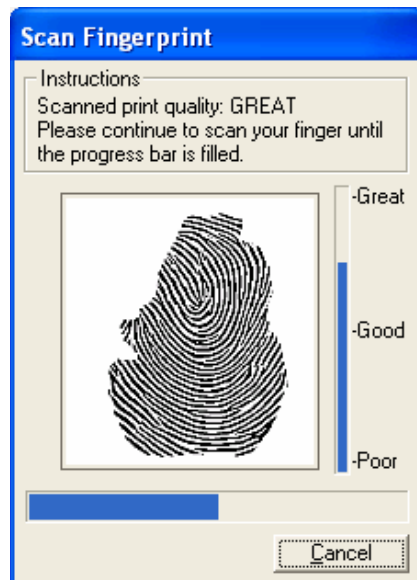 Scan Fingerprint
Instructions
Scanned print quality: GREAT
Please continue to scan your finger until
the progress bar is filled.
-Great
-Good
-Poor
Cancel